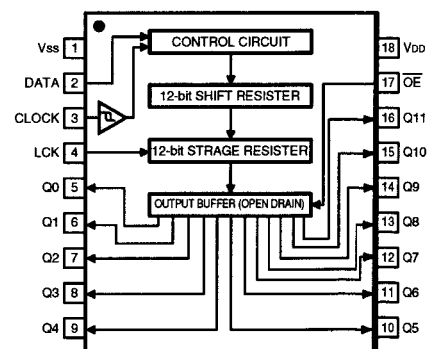 CONTROL CIRCUIT
Vss 1
18 VDD
DATA 2
17 OE
12-bit SHIFT RESISTER
CLOCK 3
16 Q11
LCK 4
12-bit STRAGE RESISTER
15 Q10
Q0 5
OUTPUT BUFFER (OPEN DRAIN)
14 Q9
Q1 6
13 Q8
Q2 7
12 Q7
Q3 8
11 Q6
Q4 9
10 Q5